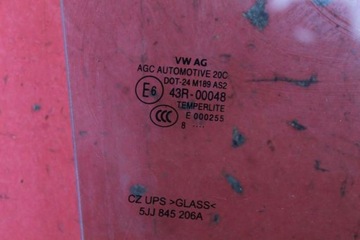 VW AG
AGC AUTOMOTIVE 20C
DOT-24 M189 AS2
E6 43R-00048
TEMPERLITE
CCC E 000255
8 ....
CZ UPS >GLASS<
5JJ 845 206A